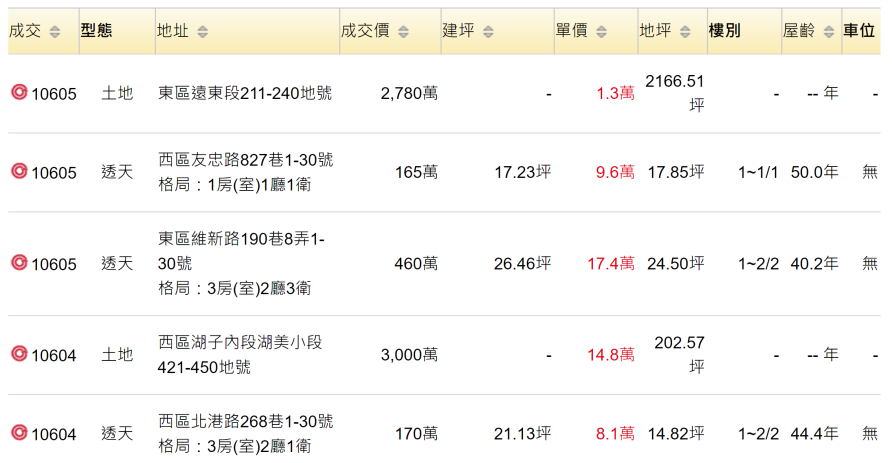 成交 型態 地址 成交價 建坪 單價 地坪 樓別 屋齡 車位
10605 土地 東區遠東段211-240地號 2,780萬 - 1.3萬 2166.51 - -- 年 -
坪
西區友忠路827巷1-30號
10605 透天 165萬 17.23坪 9.6萬 17.85坪 1~1/1 50.0年 無
格局：1房(室)1廳1衛
東區維新路190巷8弄1-
10605 透天 30號 460萬 26.46坪 17.4萬 24.50坪 1~2/2 40.2年 無
格局：3房(室)2廳3衛
西區湖子內段湖美小段 202.57
10604 土地 3,000萬 - 14.8萬 - -- 年 -
421-450地號 坪
西區北港路268巷1-30號
10604 透天 170萬 21.13坪 8.1萬 14.82坪 1~2/2 44.4年 無
格局：3房(室)2廳1衛